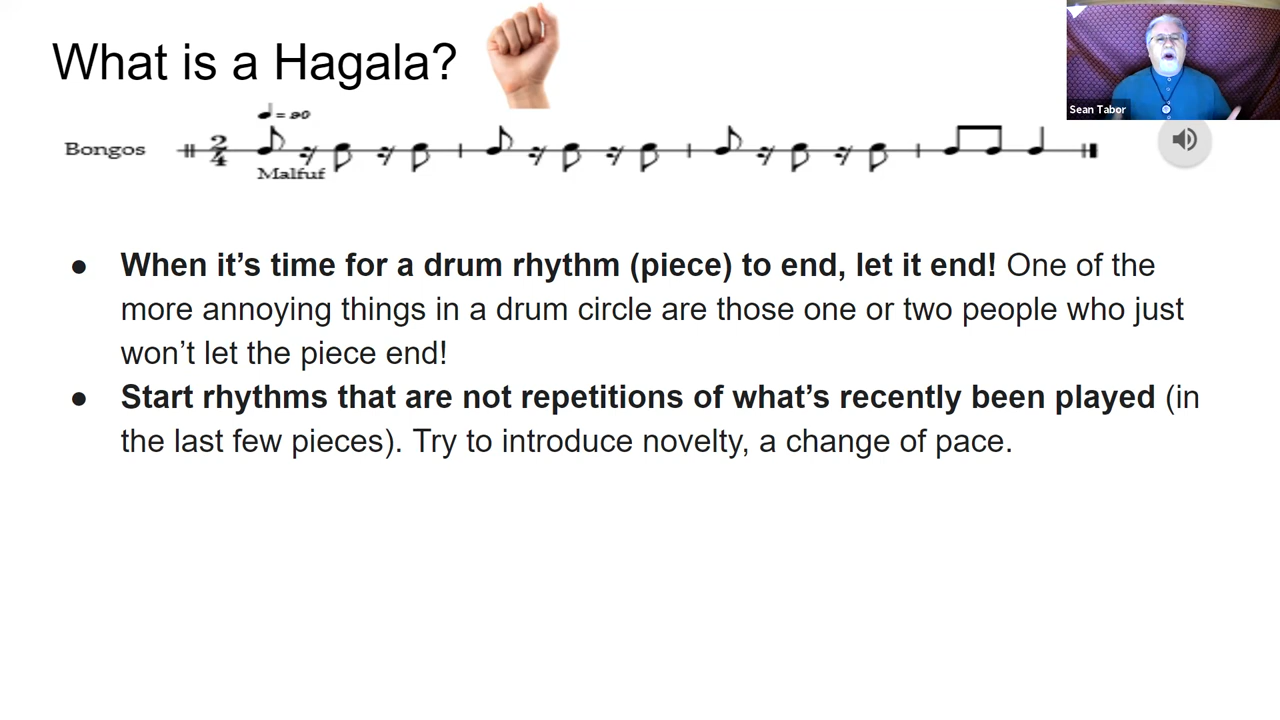 What is a Hagala?
Sean Tabor
♩ = 90
Bongos
2
4
Malfuf
● When it’s time for a drum rhythm (piece) to end, let it end! One of the
more annoying things in a drum circle are those one or two people who just
won’t let the piece end!
● Start rhythms that are not repetitions of what’s recently been played (in
the last few pieces). Try to introduce novelty, a change of pace.